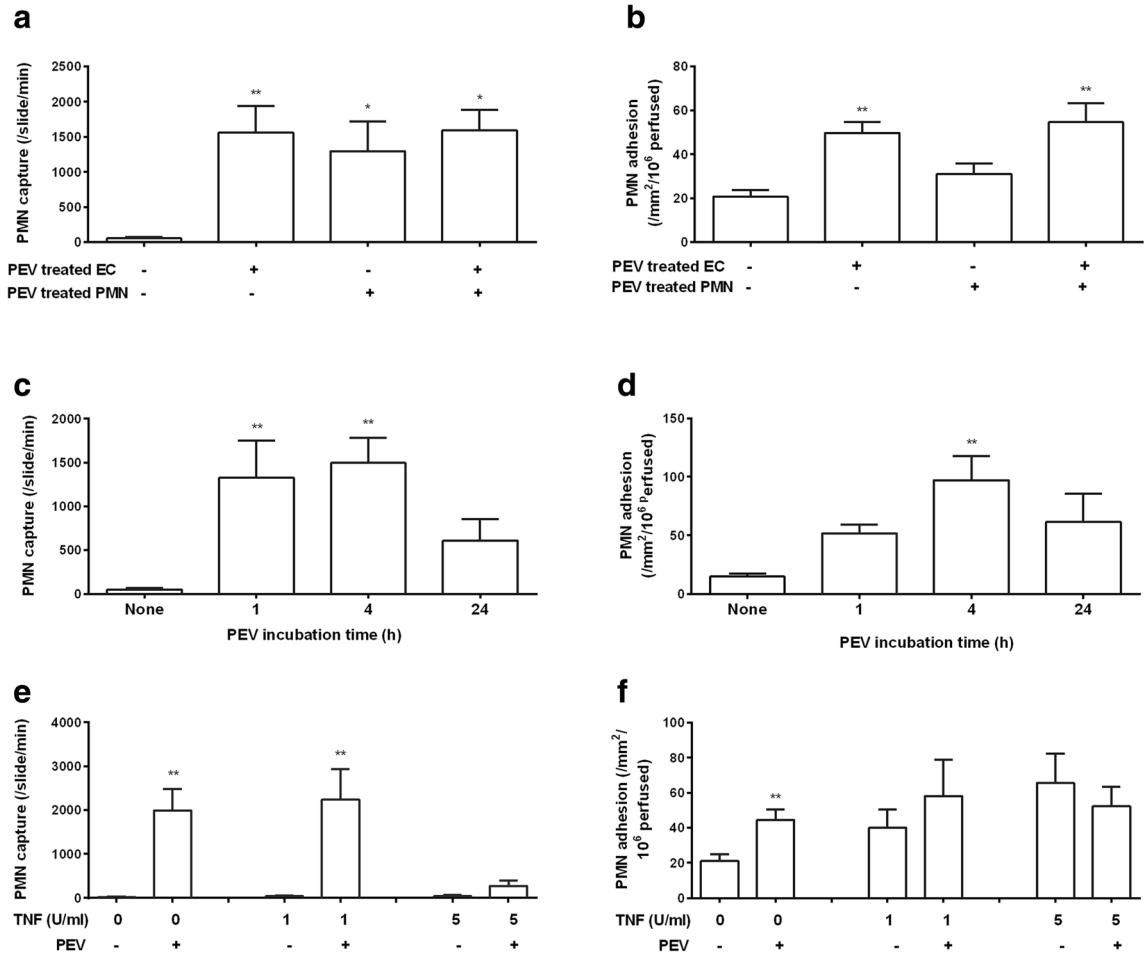 a
PMN capture (/slide/min)
2500
2000
1500
1000
500
0
**
*
*
PEV treated EC - + - +
PEV treated PMN - - + +
b
PMN adhesion
(/mm²/10⁶ perfused)
80
60
40
20
0
**
**
PEV treated EC - + - +
PEV treated PMN - - + +
c
PMN capture (/slide/min)
2000
1500
1000
500
0
**
**
None 1 4 24
PEV incubation time (h)
d
PMN adhesion
(/mm²/10⁶ ᵖerfused)
150
100
50
0
**
None 1 4 24
PEV incubation time (h)
e
PMN capture (/slide/min)
4000
3000
2000
1000
0
**
**
TNF (U/ml) 0 0 1 1 5 5
PEV - + - + - +
f
PMN adhesion (/mm²/
10⁶ perfused)
100
80
60
40
20
0
**
TNF (U/ml) 0 0 1 1 5 5
PEV - + - + - +